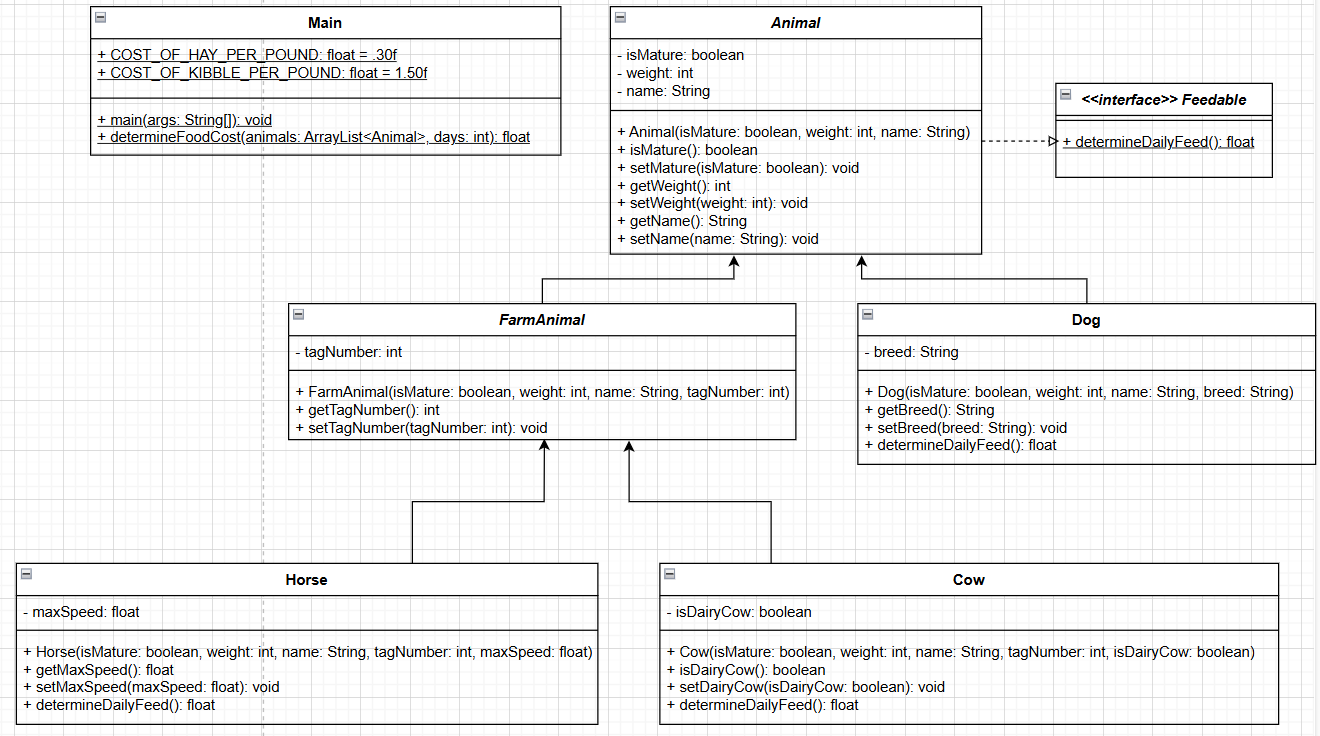 Main
+ COST_OF_HAY_PER_POUND: float = .30f
+ COST_OF_KIBBLE_PER_POUND: float = 1.50f
+ main(args: String[]): void
+ determineFoodCost(animals: ArrayList<Animal>, days: int): float
Animal
- isMature: boolean
- weight: int
- name: String
+ Animal(isMature: boolean, weight: int, name: String)
+ isMature(): boolean
+ setMature(isMature: boolean): void
+ getWeight(): int
+ setWeight(weight: int): void
+ getName(): String
+ setName(name: String): void
<<interface>> Feedable
+ determineDailyFeed(): float
FarmAnimal
- tagNumber: int
+ FarmAnimal(isMature: boolean, weight: int, name: String, tagNumber: int)
+ getTagNumber(): int
+ setTagNumber(tagNumber: int): void
Dog
- breed: String
+ Dog(isMature: boolean, weight: int, name: String, breed: String)
+ getBreed(): String
+ setBreed(breed: String): void
+ determineDailyFeed(): float
Horse
- maxSpeed: float
+ Horse(isMature: boolean, weight: int, name: String, tagNumber: int, maxSpeed: float)
+ getMaxSpeed(): float
+ setMaxSpeed(maxSpeed: float): void
+ determineDailyFeed(): float
Cow
- isDairyCow: boolean
+ Cow(isMature: boolean, weight: int, name: String, tagNumber: int, isDairyCow: boolean)
+ isDairyCow(): boolean
+ setDairyCow(isDairyCow: boolean): void
+ determineDailyFeed(): float